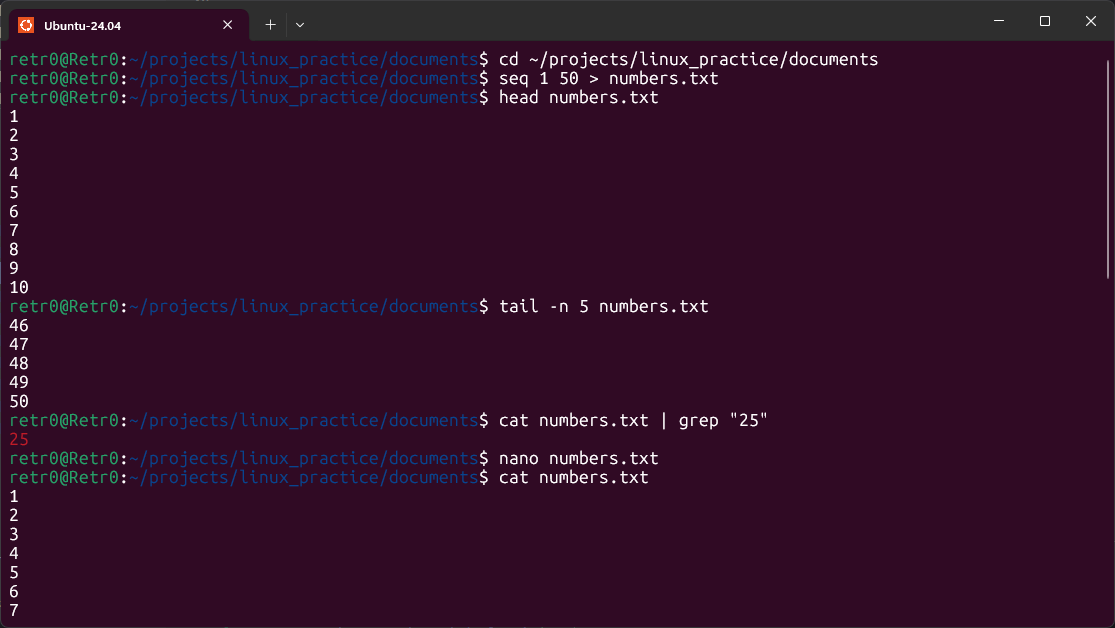 Ubuntu-24.04
retr0@Retr0:~/projects/linux_practice/documents$ cd ~/projects/linux_practice/documents
retr0@Retr0:~/projects/linux_practice/documents$ seq 1 50 > numbers.txt
retr0@Retr0:~/projects/linux_practice/documents$ head numbers.txt
1
2
3
4
5
6
7
8
9
10
retr0@Retr0:~/projects/linux_practice/documents$ tail -n 5 numbers.txt
46
47
48
49
50
retr0@Retr0:~/projects/linux_practice/documents$ cat numbers.txt | grep "25"
25
retr0@Retr0:~/projects/linux_practice/documents$ nano numbers.txt
retr0@Retr0:~/projects/linux_practice/documents$ cat numbers.txt
1
2
3
4
5
6
7